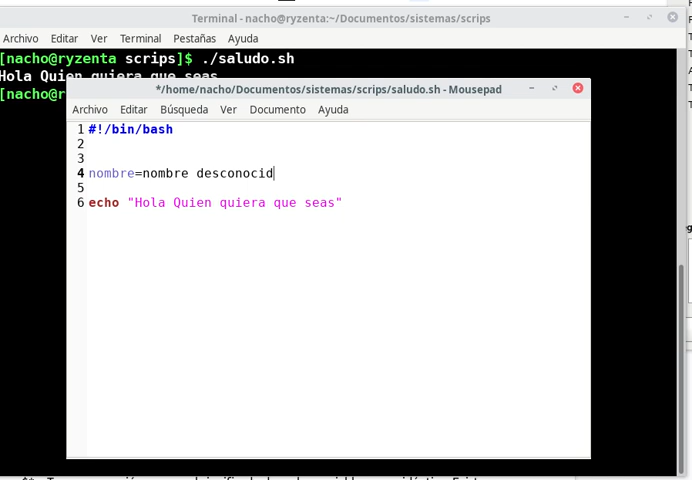 Terminal - nacho@ryzenta:~/Documentos/sistemas/scrips
Archivo Editar Ver Terminal Pestañas Ayuda
[nacho@ryzenta scrips]$ ./saludo.sh
Hola Quien quiera que seas
[nacho@r
*/home/nacho/Documentos/sistemas/scrips/saludo.sh - Mousepad
Archivo Editar Búsqueda Ver Documento Ayuda
1 #!/bin/bash
2
3
4 nombre=nombre desconocid
5
6 echo "Hola Quien quiera que seas"